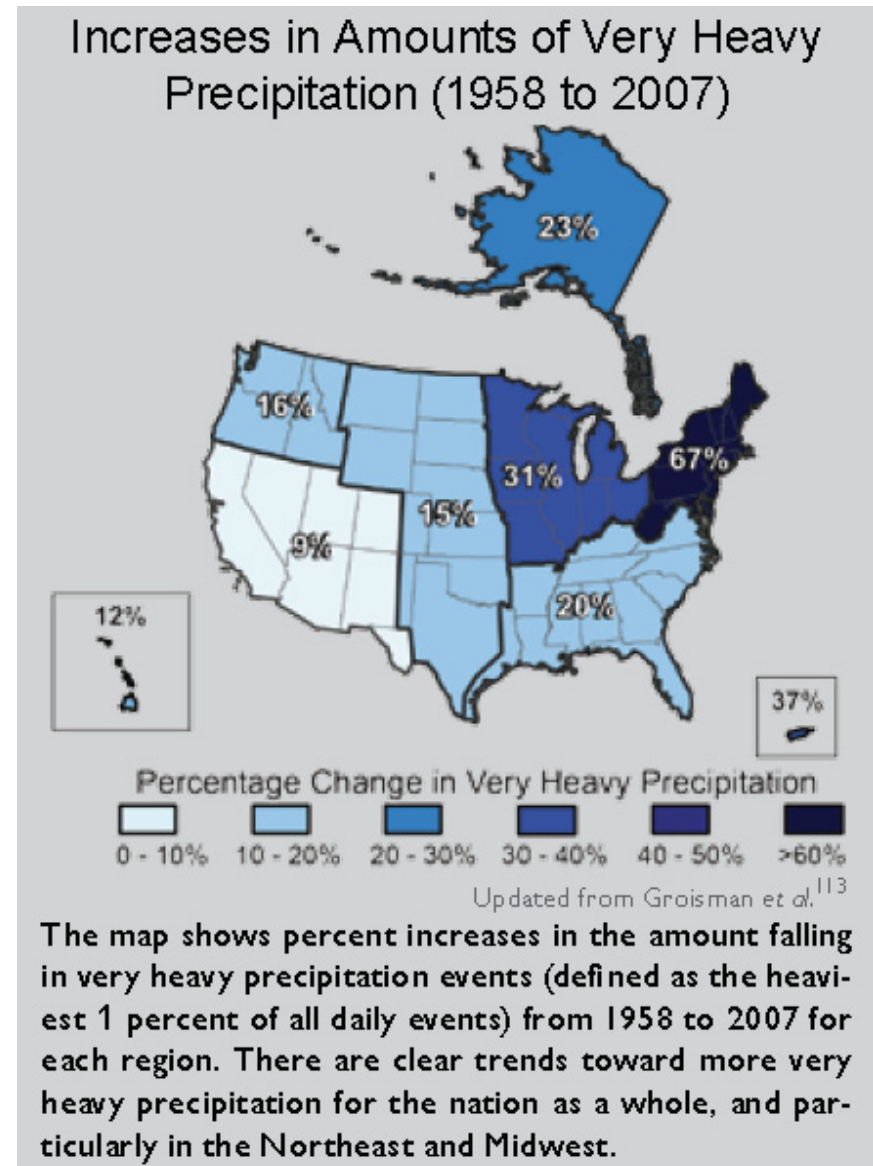 Increases in Amounts of Very Heavy
Precipitation (1958 to 2007)
23%
16%
67%
31%
15%
9%
20%
12%
37%
Percentage Change in Very Heavy Precipitation
0 - 10% 10 - 20% 20 - 30% 30 - 40% 40 - 50% >60%
Updated from Groisman et al.113
The map shows percent increases in the amount falling
in very heavy precipitation events (defined as the heavi-
est 1 percent of all daily events) from 1958 to 2007 for
each region. There are clear trends toward more very
heavy precipitation for the nation as a whole, and par-
ticularly in the Northeast and Midwest.